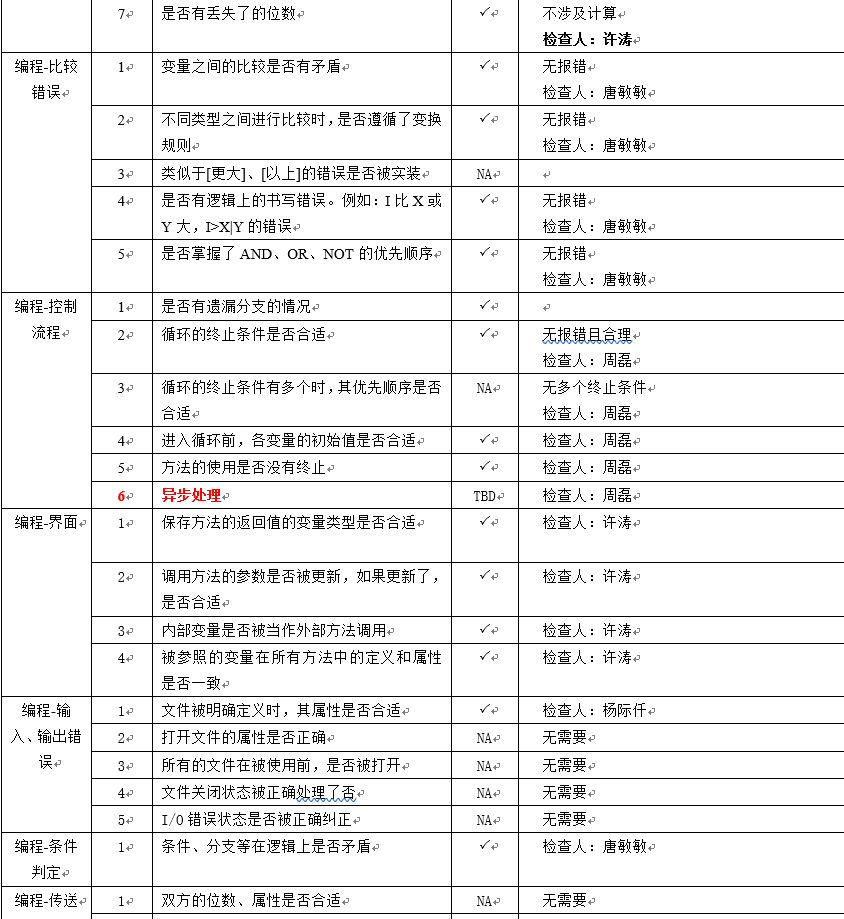 7 是否有丢失了的位数 ✓ 不涉及计算
检查人：许涛
编程-比较 1 变量之间的比较是否有矛盾 ✓ 无报错
错误 检查人：唐敏敏
2 不同类型之间进行比较时，是否遵循了变换 ✓ 无报错
规则 检查人：唐敏敏
3 类似于[更大]、[以上]的错误是否被实装 NA
4 是否有逻辑上的书写错误。例如：I 比 X 或 ✓ 无报错
Y 大，I>X|Y 的错误 检查人：唐敏敏
5 是否掌握了 AND、OR、NOT 的优先顺序 ✓ 无报错
检查人：唐敏敏
编程-控制 1 是否有遗漏分支的情况 ✓
流程 2 循环的终止条件是否合适 ✓ 无报错且合理
检查人：周磊
3 循环的终止条件有多个时，其优先顺序是否 NA 无多个终止条件
合适 检查人：周磊
4 进入循环前，各变量的初始值是否合适 ✓ 检查人：周磊
5 方法的使用是否没有终止 ✓ 检查人：周磊
6 异步处理 TBD 检查人：周磊
编程-界面 1 保存方法的返回值的变量类型是否合适 ✓ 检查人：许涛
2 调用方法的参数是否被更新，如果更新了， ✓ 检查人：许涛
是否合适
3 内部变量是否被当作外部方法调用 ✓ 检查人：许涛
4 被参照的变量在所有方法中的定义和属性 ✓ 检查人：许涛
是否一致
编程-输 1 文件被明确定义时，其属性是否合适 ✓ 检查人：杨际仟
入、输出错 2 打开文件的属性是否正确 NA 无需要
误 3 所有的文件在被使用前，是否被打开 NA 无需要
4 文件关闭状态被正确处理了否 NA 无需要
5 I/O 错误状态是否被正确纠正 NA 无需要
编程-条件 1 条件、分支等在逻辑上是否矛盾 ✓ 检查人：唐敏敏
判定
编程-传送 1 双方的位数、属性是否合适 NA 无需要